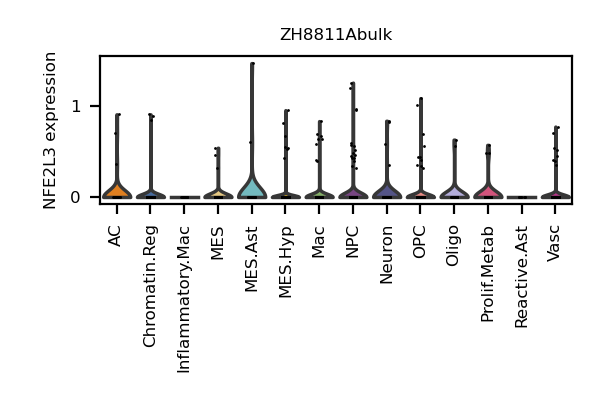 ZH8811Abulk
NFE2L3 expression
1
0
AC
Chromatin.Reg
Inflammatory.Mac
MES
MES.Ast
MES.Hyp
Mac
NPC
Neuron
OPC
Oligo
Prolif.Metab
Reactive.Ast
Vasc